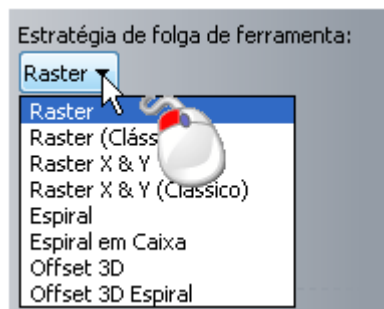 Estratégia de folga de ferramenta:
Raster
Raster
Raster (Cláss
Raster X & Y
Raster X & Y (Clássico)
Espiral
Espiral em Caixa
Offset 3D
Offset 3D Espiral